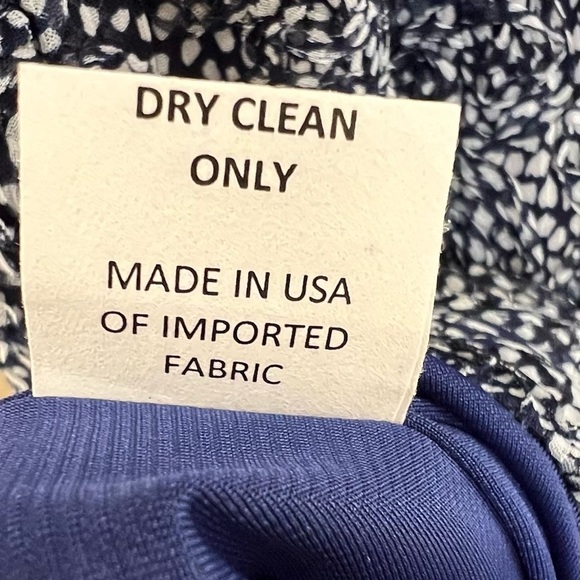 DRY CLEAN
ONLY
MADE IN USA
OF IMPORTED
FABRIC